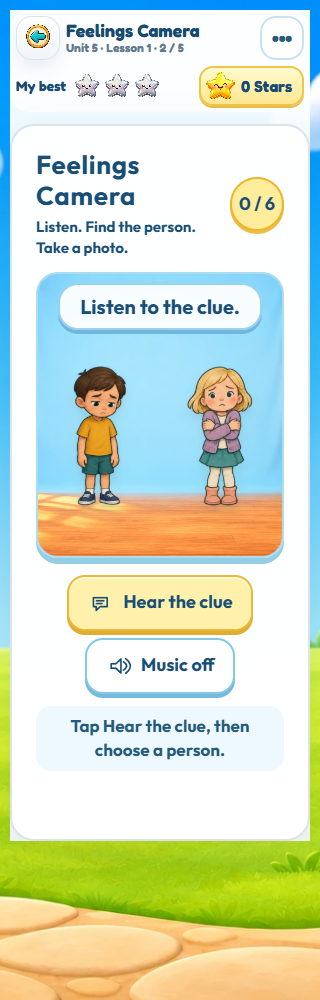 Feelings Camera
Unit 5 · Lesson 1 · 2 / 5
My best
0 Stars
Feelings
Camera
Listen. Find the person.
Take a photo.
0 / 6
Listen to the clue.
Hear the clue
Music off
Tap Hear the clue, then
choose a person.